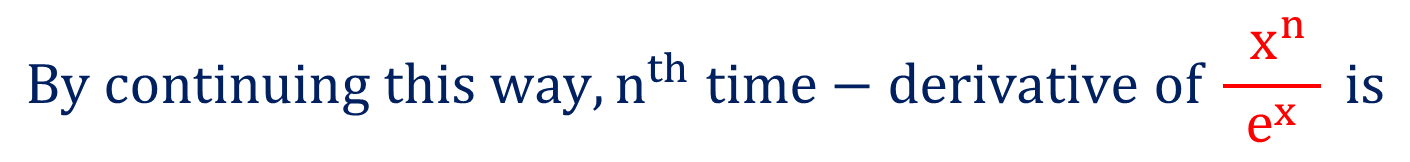 By continuing this way, nᵗʰ time − derivative of xⁿ/eˣ is